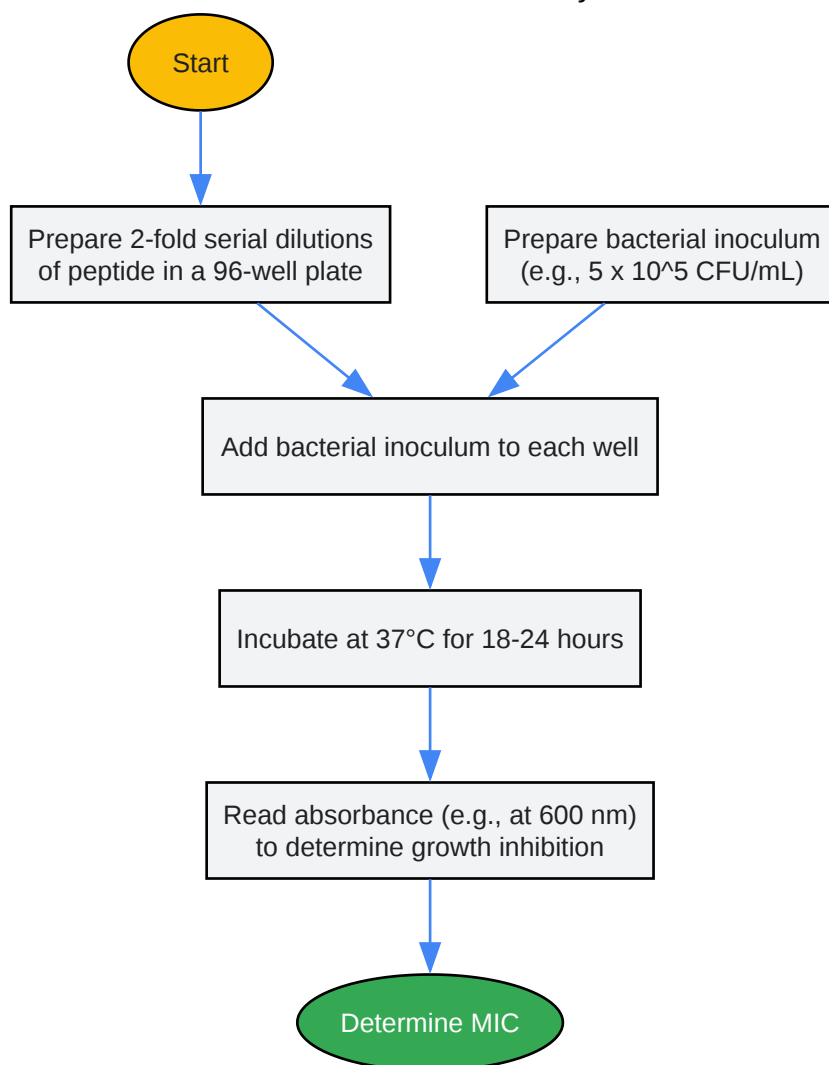 Start
Prepare 2-fold serial dilutions
of peptide in a 96-well plate
Prepare bacterial inoculum
(e.g., 5 x 10^5 CFU/mL)
Add bacterial inoculum to each well
Incubate at 37°C for 18-24 hours
Read absorbance (e.g., at 600 nm)
to determine growth inhibition
Determine MIC